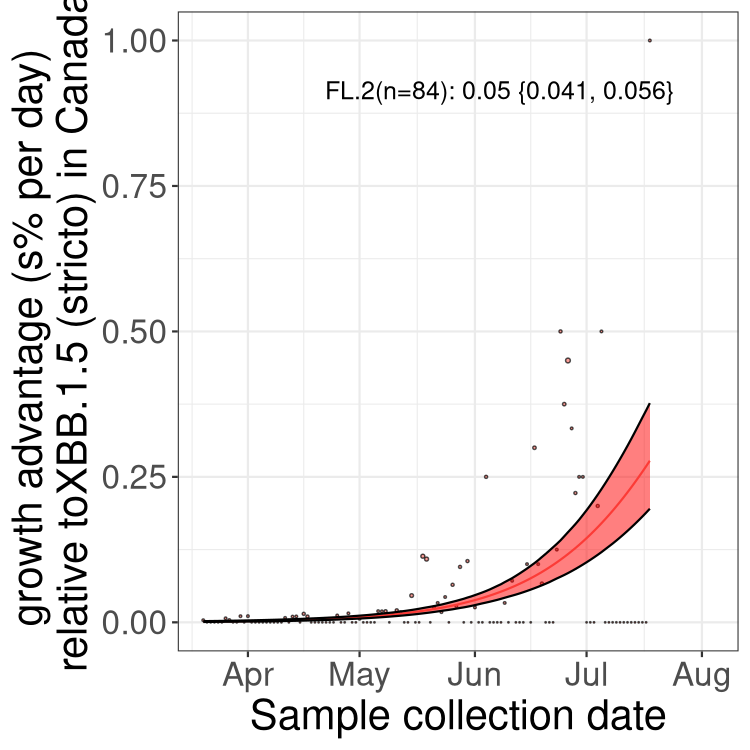 growth advantage (s% per day)
relative toXBB.1.5 (stricto) in Canada
1.00
0.75
0.50
0.25
0.00
FL.2(n=84): 0.05 {0.041, 0.056}
Apr May Jun Jul Aug
Sample collection date